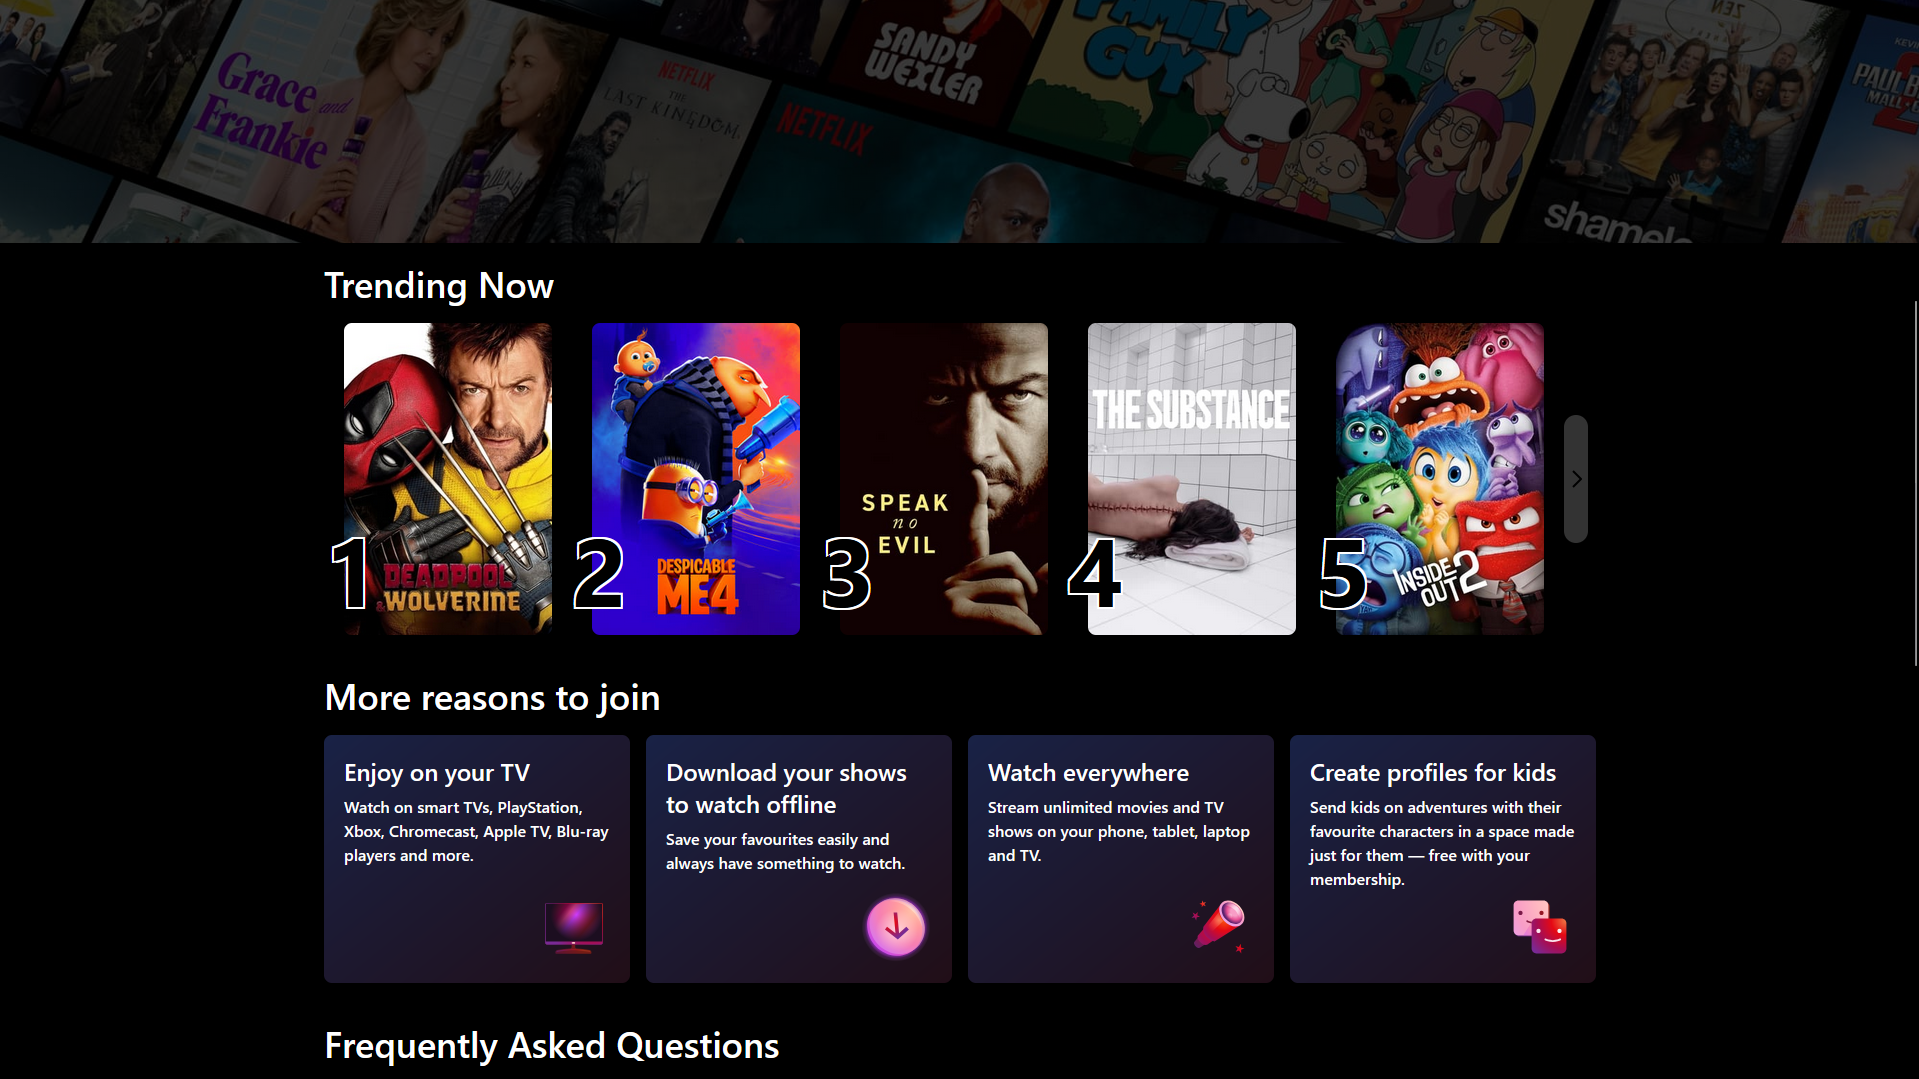 Grace and
Frankie
NETFLIX
THE
LAST KINGDOM
NETFLIX
SANDY
WEXLER
FAMILY
GUY
ZEN
KEVIN
PAUL B
MALL C
2
shamel
Trending Now
1
DEADPOOL
& WOLVERINE
2
DESPICABLE
ME4
3
SPEAK
no
EVIL
4
THE SUBSTANCE
5
INSIDE
OUT 2
More reasons to join
Enjoy on your TV
Watch on smart TVs, PlayStation,
Xbox, Chromecast, Apple TV, Blu-ray
players and more.
Download your shows
to watch offline
Save your favourites easily and
always have something to watch.
Watch everywhere
Stream unlimited movies and TV
shows on your phone, tablet, laptop
and TV.
Create profiles for kids
Send kids on adventures with their
favourite characters in a space made
just for them — free with your
membership.
Frequently Asked Questions